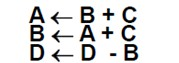 A ← B + C
B ← A + C
D ← D - B